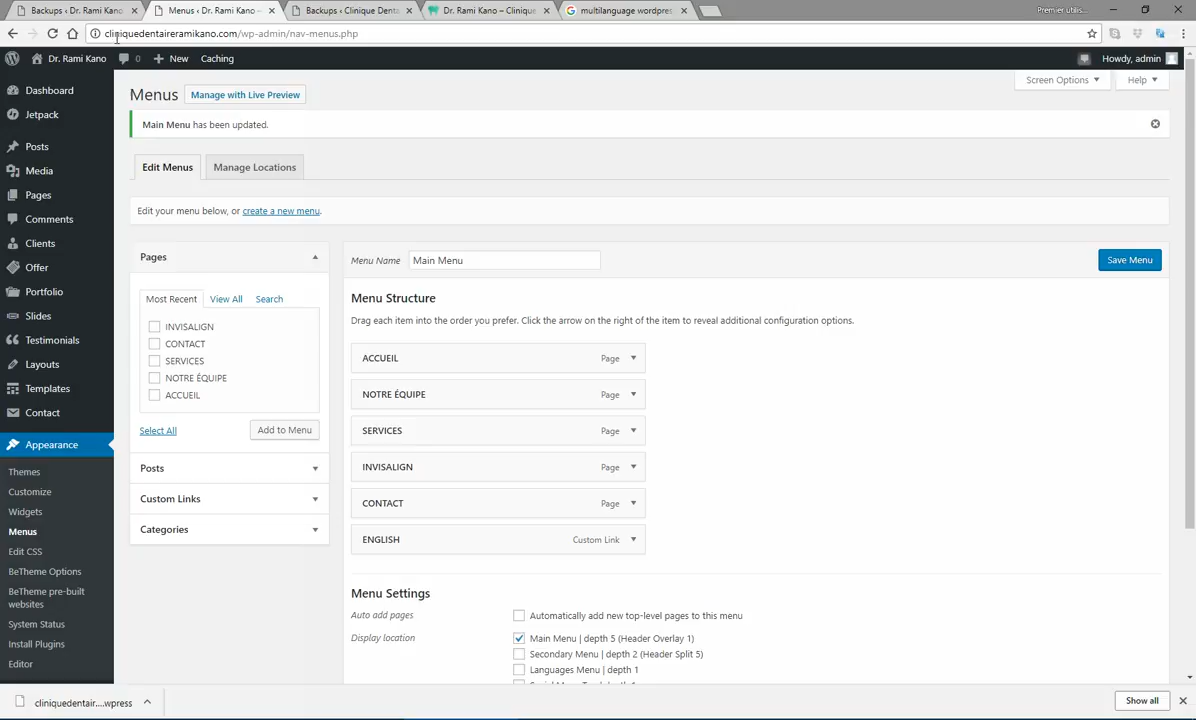 Backups ‹ Dr. Rami Kano
Menus ‹ Dr. Rami Kano –
Backups ‹ Clinique Denta
Dr. Rami Kano – Clinique
multilanguage wordpres
Premier utilis...
cliniquedentaireramikano.com/wp-admin/nav-menus.php
Dr. Rami Kano
0
New
Caching
Howdy, admin
Dashboard
Jetpack
Posts
Media
Pages
Comments
Clients
Offer
Portfolio
Slides
Testimonials
Layouts
Templates
Contact
Appearance
Themes
Customize
Widgets
Menus
Edit CSS
BeTheme Options
BeTheme pre-built
websites
System Status
Install Plugins
Editor
Screen Options
Help
Menus
Manage with Live Preview
Main Menu has been updated.
Edit Menus
Manage Locations
Edit your menu below, or create a new menu.
Pages
Most Recent
View All
Search
INVISALIGN
CONTACT
SERVICES
NOTRE ÉQUIPE
ACCUEIL
Select All
Add to Menu
Posts
Custom Links
Categories
Menu Name
Main Menu
Save Menu
Menu Structure
Drag each item into the order you prefer. Click the arrow on the right of the item to reveal additional configuration options.
ACCUEIL Page
NOTRE ÉQUIPE Page
SERVICES Page
INVISALIGN Page
CONTACT Page
ENGLISH Custom Link
Menu Settings
Auto add pages
Automatically add new top-level pages to this menu
Display location
Main Menu | depth 5 (Header Overlay 1)
Secondary Menu | depth 2 (Header Split 5)
Languages Menu | depth 1
cliniquedentair....wpress
Show all